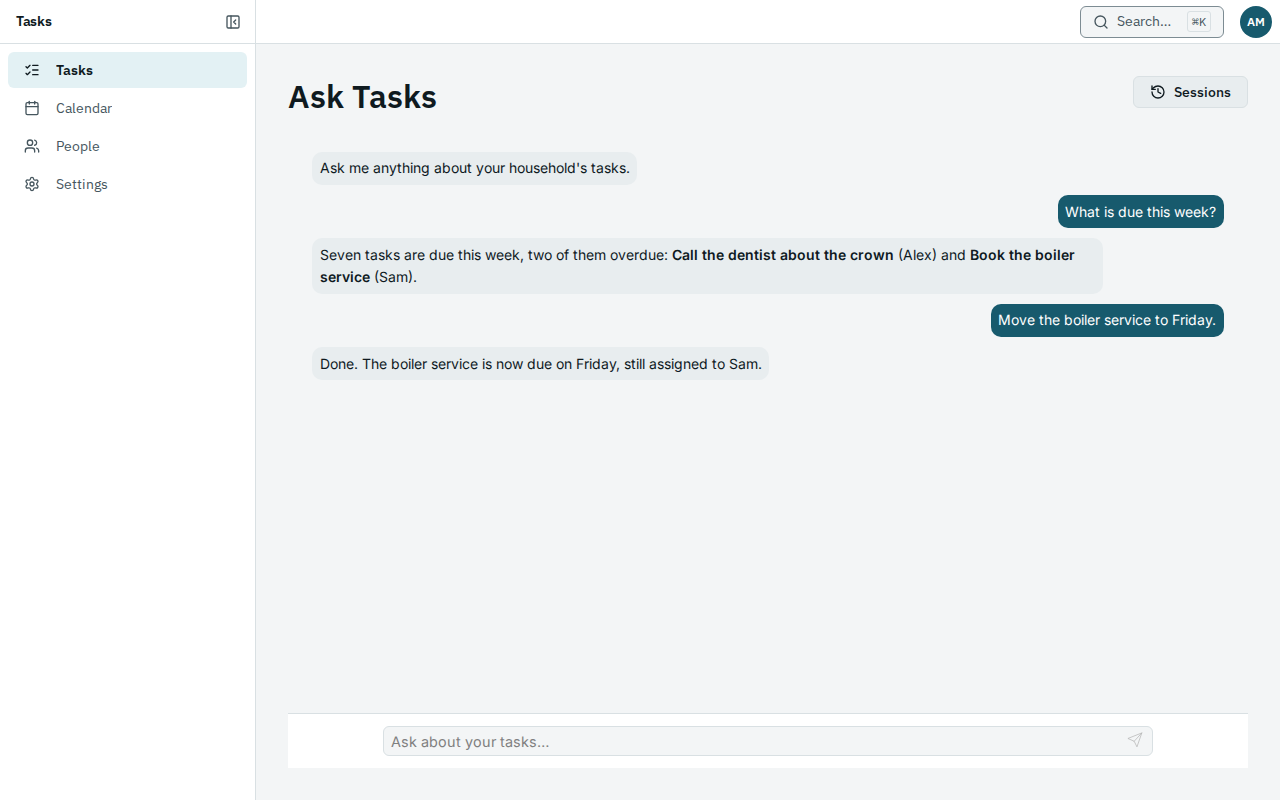 Tasks
Search...
⌘K
AM
Tasks
Calendar
People
Settings
Ask Tasks
Sessions
Ask me anything about your household's tasks.
What is due this week?
Seven tasks are due this week, two of them overdue: Call the dentist about the crown (Alex) and Book the boiler
service (Sam).
Move the boiler service to Friday.
Done. The boiler service is now due on Friday, still assigned to Sam.
Ask about your tasks...